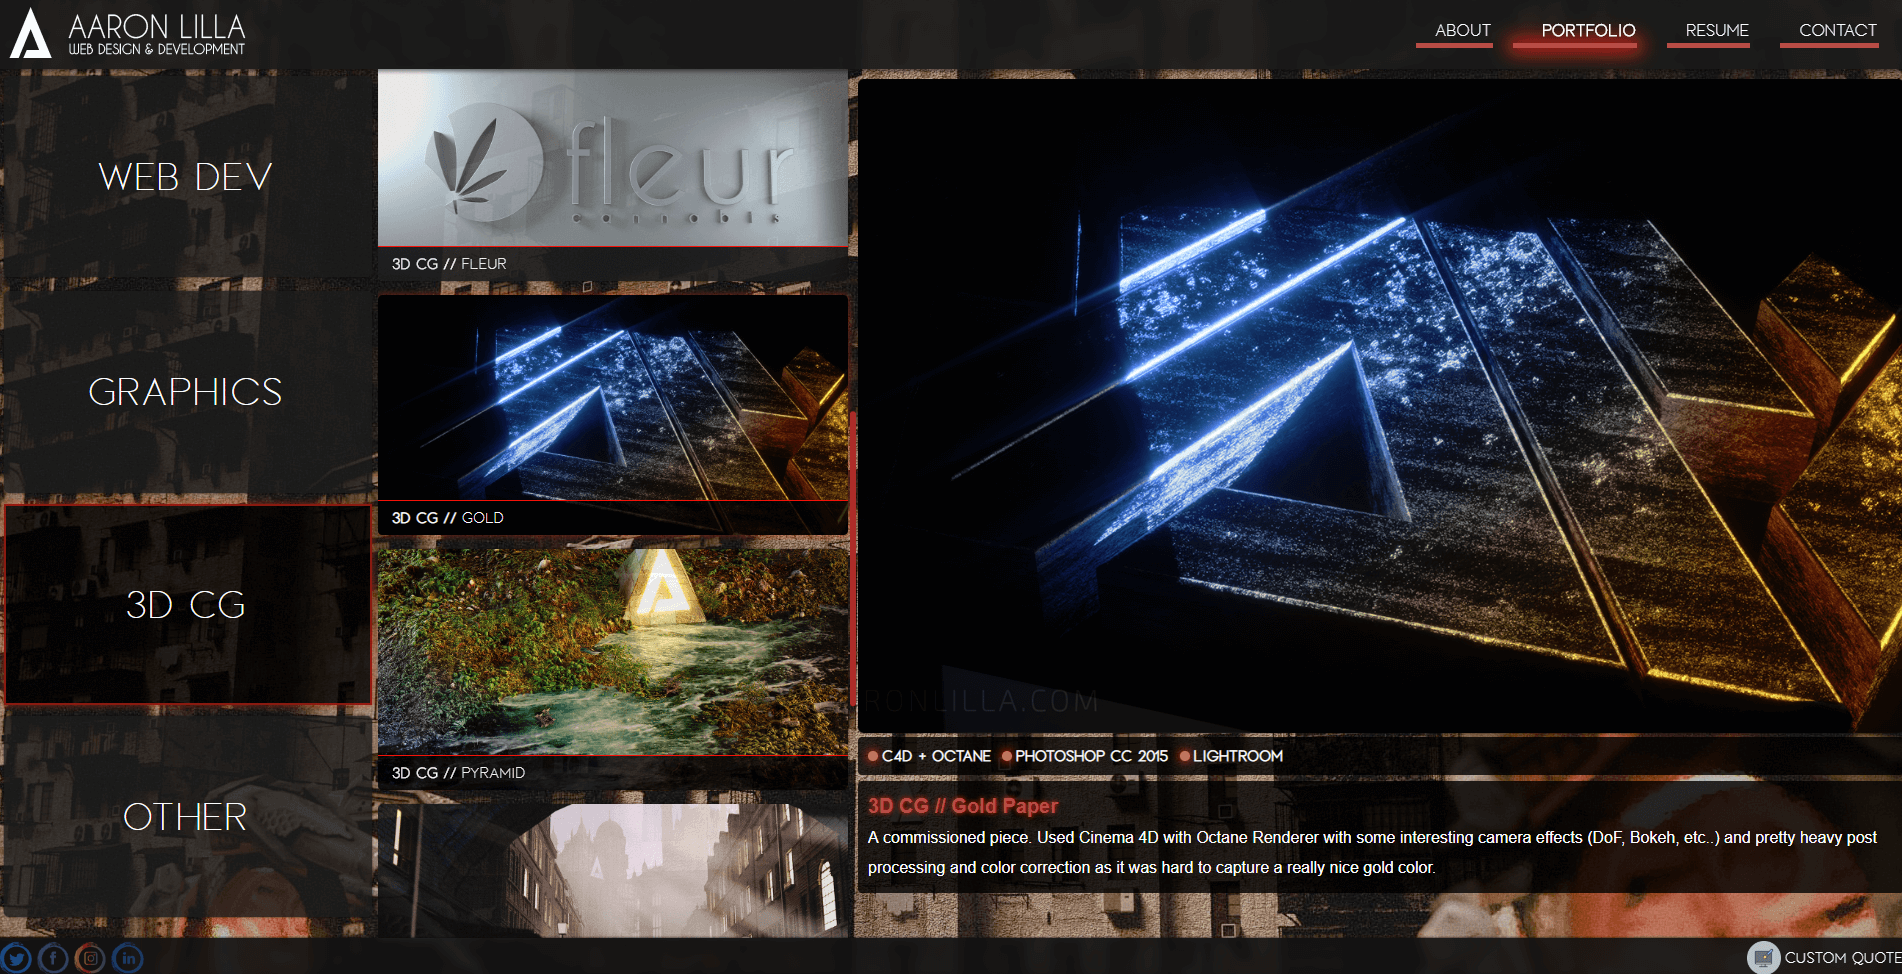 AARON LILLA
WEB DESIGN & DEVELOPMENT
ABOUT
PORTFOLIO
RESUME
CONTACT
WEB DEV
GRAPHICS
3D CG
OTHER
fleur
cannabis
3D CG // FLEUR
3D CG // GOLD
3D CG // PYRAMID
RONLILLA.COM
C4D + OCTANE
PHOTOSHOP CC 2015
LIGHTROOM
3D CG // Gold Paper
A commissioned piece. Used Cinema 4D with Octane Renderer with some interesting camera effects (DoF, Bokeh, etc..) and pretty heavy post
processing and color correction as it was hard to capture a really nice gold color.
f
in
CUSTOM QUOTE